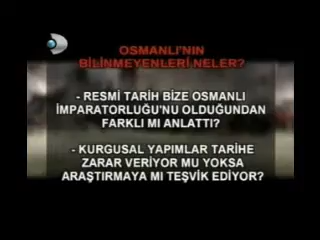 OSMANLI'NIN
BİLİNMEYENLERİ NELER?
- RESMİ TARİH BİZE OSMANLI
İMPARATORLUĞU'NU OLDUĞUNDAN
FARKLI MI ANLATTI?
- KURGUSAL YAPIMLAR TARİHE
ZARAR VERİYOR MU YOKSA
ARAŞTIRMAYA MI TEŞVİK EDİYOR?